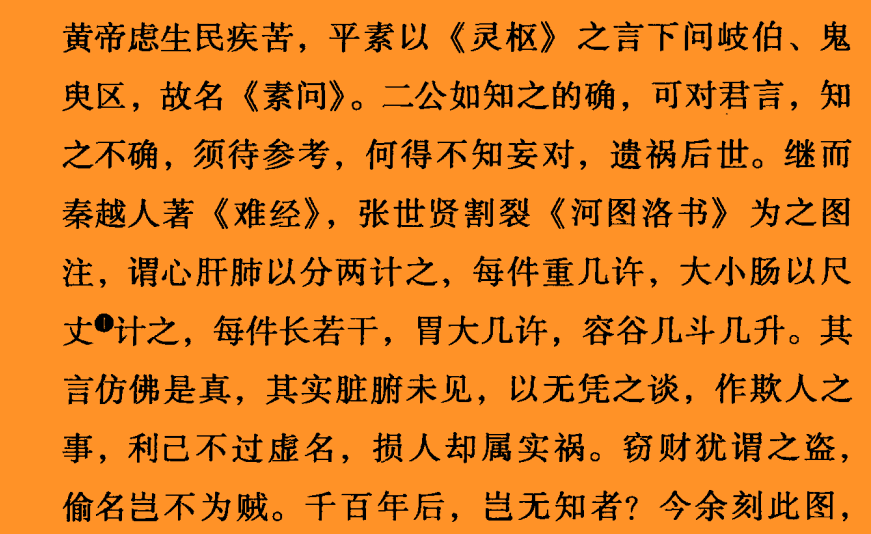 黄帝虑生民疾苦，平素以《灵枢》之言下问岐伯、鬼
臾区，故名《素问》。二公如知之的确，可对君言，知
之不确，须待参考，何得不知妄对，遗祸后世。继而
秦越人著《难经》，张世贤割裂《河图洛书》为之图
注，谓心肝肺以分两计之，每件重几许，大小肠以尺
丈❶计之，每件长若干，胃大几许，容谷几斗几升。其
言仿佛是真，其实脏腑未见，以无凭之谈，作欺人之
事，利己不过虚名，损人却属实祸。窃财犹谓之盗，
偷名岂不为贼。千百年后，岂无知者？今余刻此图，